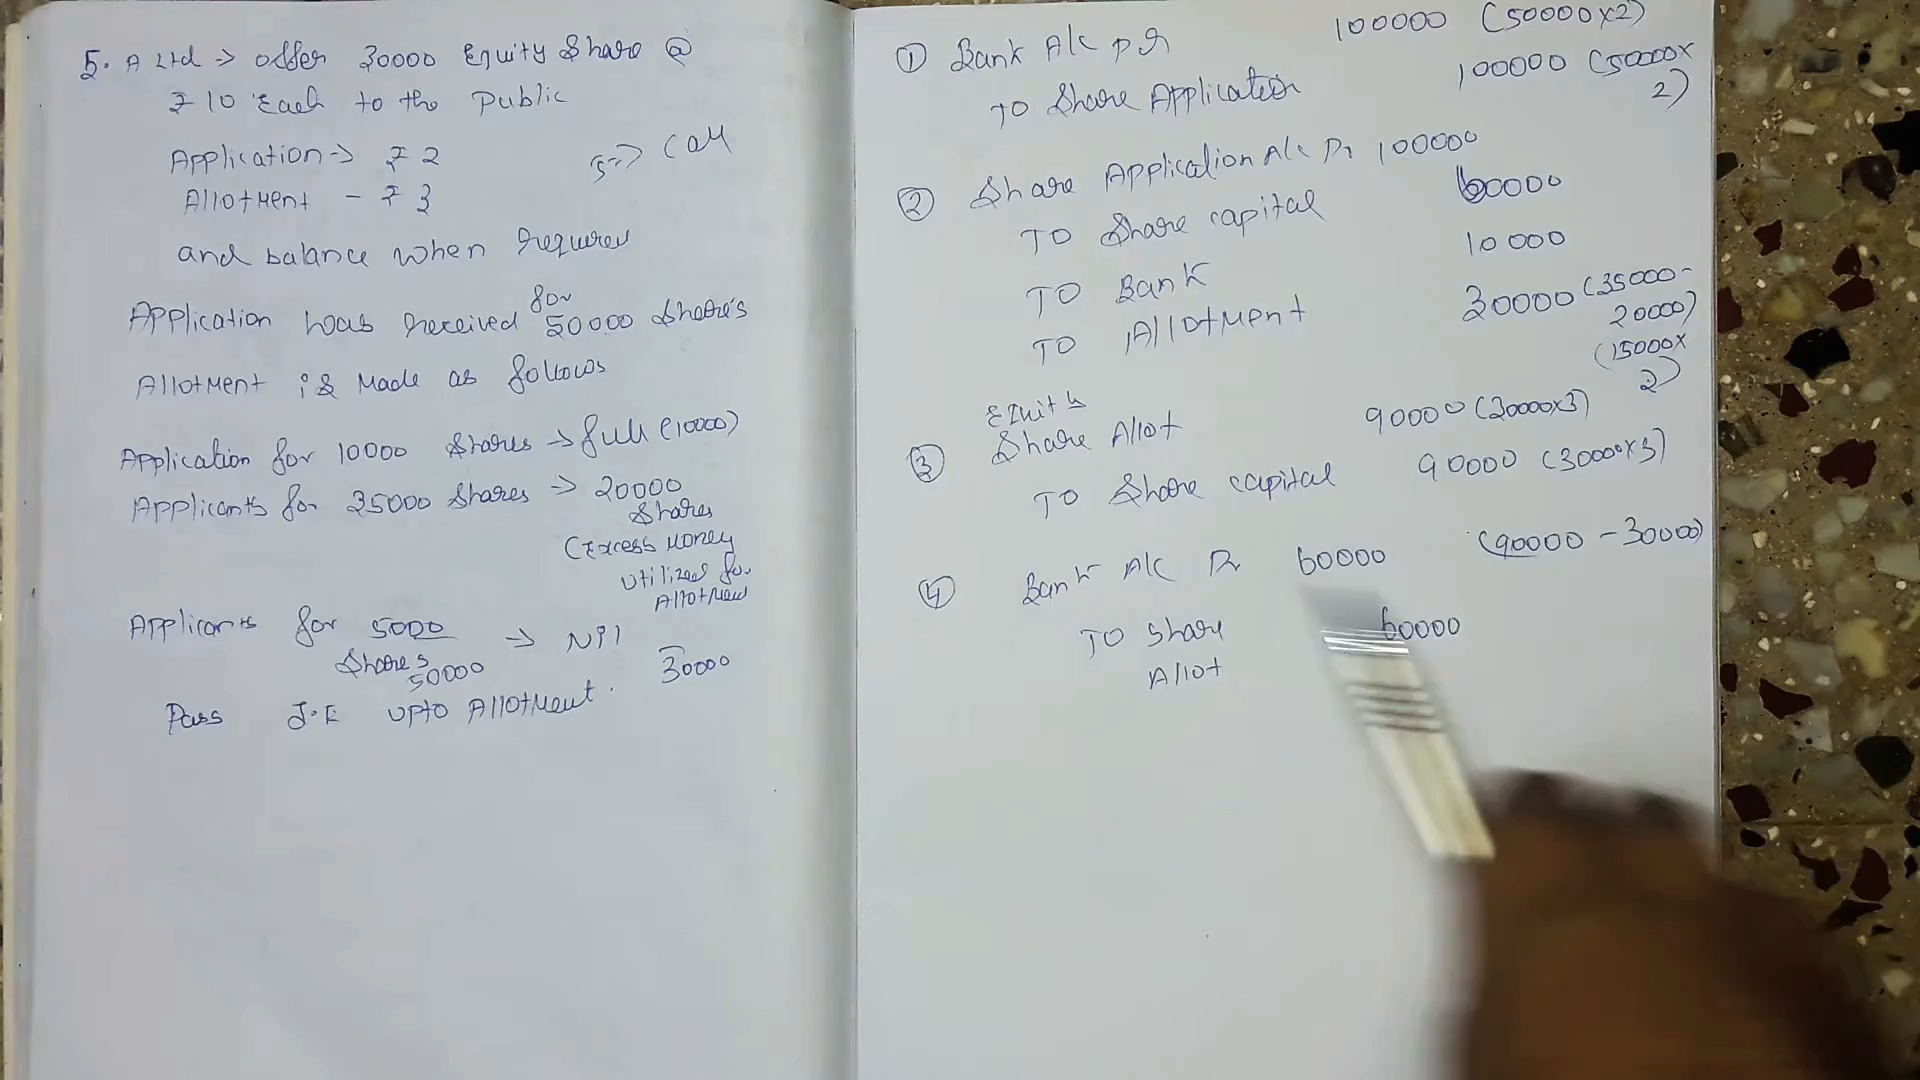 5. A Ltd → offer 30000 Equity Share @
₹ 10 Each to the Public
Application → ₹ 2
5 → Call
Allotment - ₹ 3
and balance when required
Application was received for 50000 Share's
Allotment is Made as follows
Application for 10000 Shares → full (10000)
Applicants for 35000 Shares → 20000
Shares
(Excess Money
utilized for
Allotment
Applicants for 5000 → Nil
Shares
50000
30000
Pass J.E upto Allotment.
① Bank A/c Dr 100000 (50000x2)
To Share Application 100000 (50000x
2)
② Share Application A/c Dr 100000
To Share capital 60000
To Bank 10000
To Allotment 30000 (35000-
20000)
(15000x
2)
③ Equity
Share Allot 90000 (30000x3)
To Share capital 90000 (30000x3)
④ Bank A/c Dr 60000 (90000 - 30000)
To Share 60000
Allot